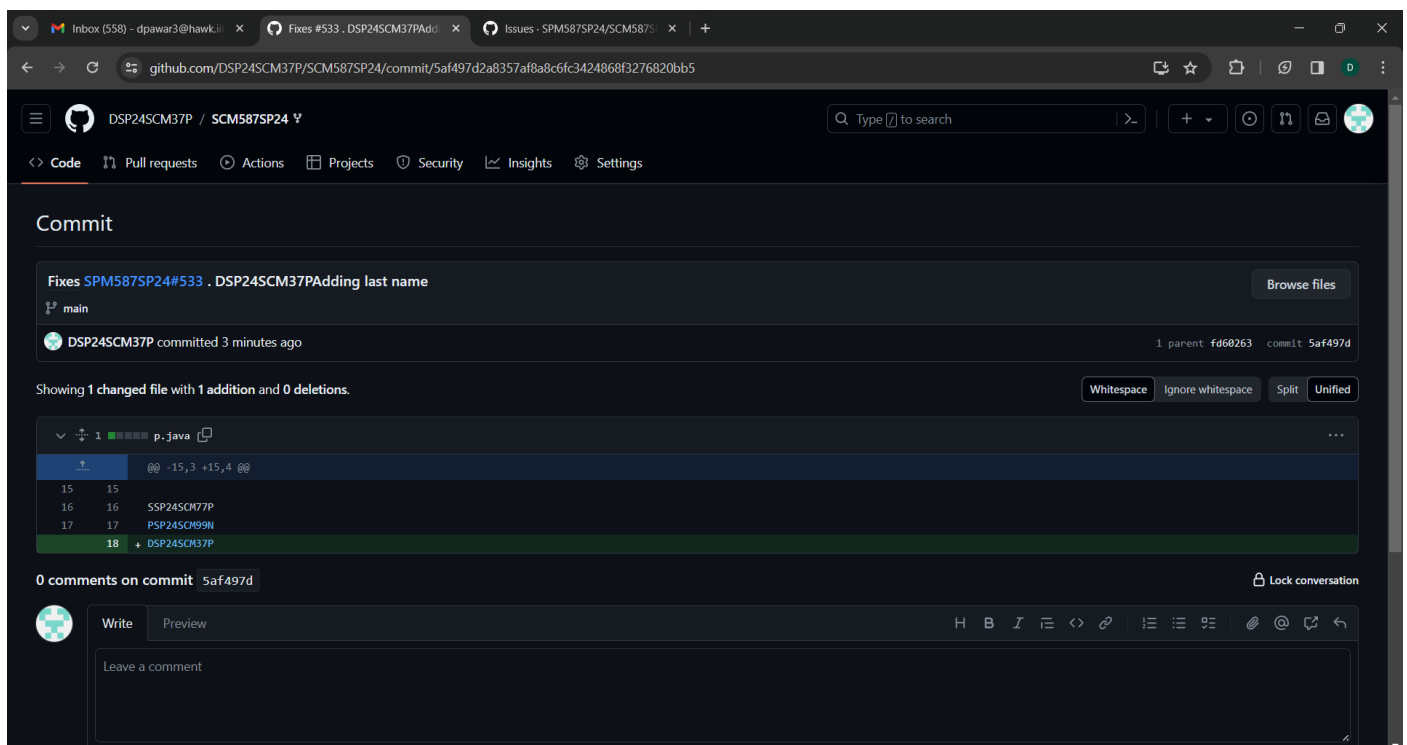 Inbox (558) - dpawar3@hawk.ii
Fixes #533 . DSP24SCM37PAdd
Issues · SPM587SP24/SCM587S
github.com/DSP24SCM37P/SCM587SP24/commit/5af497d2a8357af8a8c6fc3424868f3276820bb5
D
DSP24SCM37P / SCM587SP24
Type / to search
Code Pull requests Actions Projects Security Insights Settings
Commit
Fixes SPM587SP24#533 . DSP24SCM37PAdding last name
Browse files
main
DSP24SCM37P committed 3 minutes ago
1 parent fd60263 commit 5af497d
Showing 1 changed file with 1 addition and 0 deletions.
Whitespace Ignore whitespace Split Unified
1 p.java
@@ -15,3 +15,4 @@
15 15
16 16 SSP24SCM77P
17 17 PSP24SCM99N
18 + DSP24SCM37P
0 comments on commit 5af497d
Lock conversation
Write Preview
H B I
Leave a comment